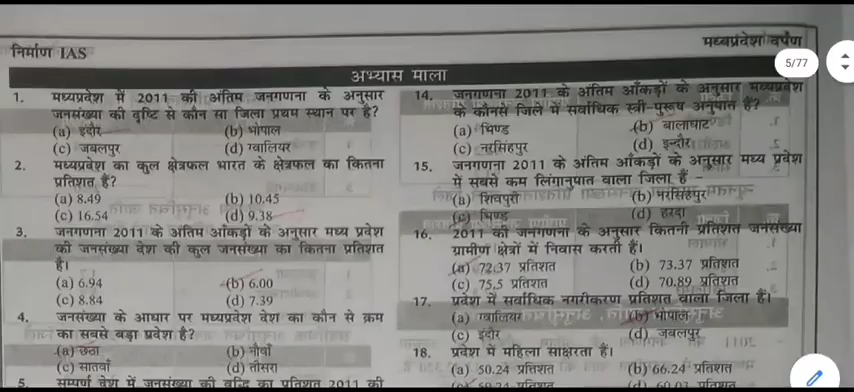 निर्माण IAS
मध्यप्रदेश दर्पण
5/77
अभ्यास माला
1. मध्यप्रदेश में 2011 की अंतिम जनगणना के अनुसार
जनसंख्या की दृष्टि से कौन सा जिला प्रथम स्थान पर है?
(a) इंदौर (b) भोपाल
(c) जबलपुर (d) ग्वालियर
2. मध्यप्रदेश का कुल क्षेत्रफल भारत के क्षेत्रफल का कितना
प्रतिशत हैं?
(a) 8.49 (b) 10.45
(c) 16.54 (d) 9.38
3. जनगणना 2011 के अंतिम आँकड़ों के अनुसार मध्य प्रदेश
की जनसंख्या देश की कुल जनसंख्या का कितना प्रतिशत
है।
(a) 6.94 (b) 6.00
(c) 8.84 (d) 7.39
4. जनसंख्या के आधार पर मध्यप्रदेश देश का कौन से क्रम
का सबसे बड़ा प्रदेश है?
(a) छठा (b) नौवाँ
(c) सातवाँ (d) तीसरा
5. सम्पूर्ण देश में जनसंख्या की वृद्धि का प्रतिशत 2011 की
14. जनगणना 2011 के अंतिम आँकड़ों के अनुसार मध्यप्रदेश
के कौनसे जिले में सर्वाधिक स्त्री-पुरूष अनुपात हैं?
(a) भिण्ड (b) बालाघाट
(c) नरसिंहपुर (d) इन्दौर
15. जनगणना 2011 के अंतिम आँकड़ों के अनुसार मध्य प्रदेश
में सबसे कम लिंगानुपात वाला जिला हैं -
(a) शिवपुरी (b) नरसिंहपुर
(c) भिण्ड (d) हरदा
16. 2011 की जनगणना के अनुसार कितनी प्रतिशत जनसंख्या
ग्रामीण क्षेत्रों में निवास करती हैं।
(a) 72.37 प्रतिशत (b) 73.37 प्रतिशत
(c) 75.5 प्रतिशत (d) 70.89 प्रतिशत
17. प्रदेश में सर्वाधिक नगरीकरण प्रतिशत वाला जिला हैं।
(a) ग्वालियर (b) भोपाल
(c) इंदौर (d) जबलपुर
18. प्रदेश में महिला साक्षरता हैं।
(a) 50.24 प्रतिशत (b) 66.24 प्रतिशत